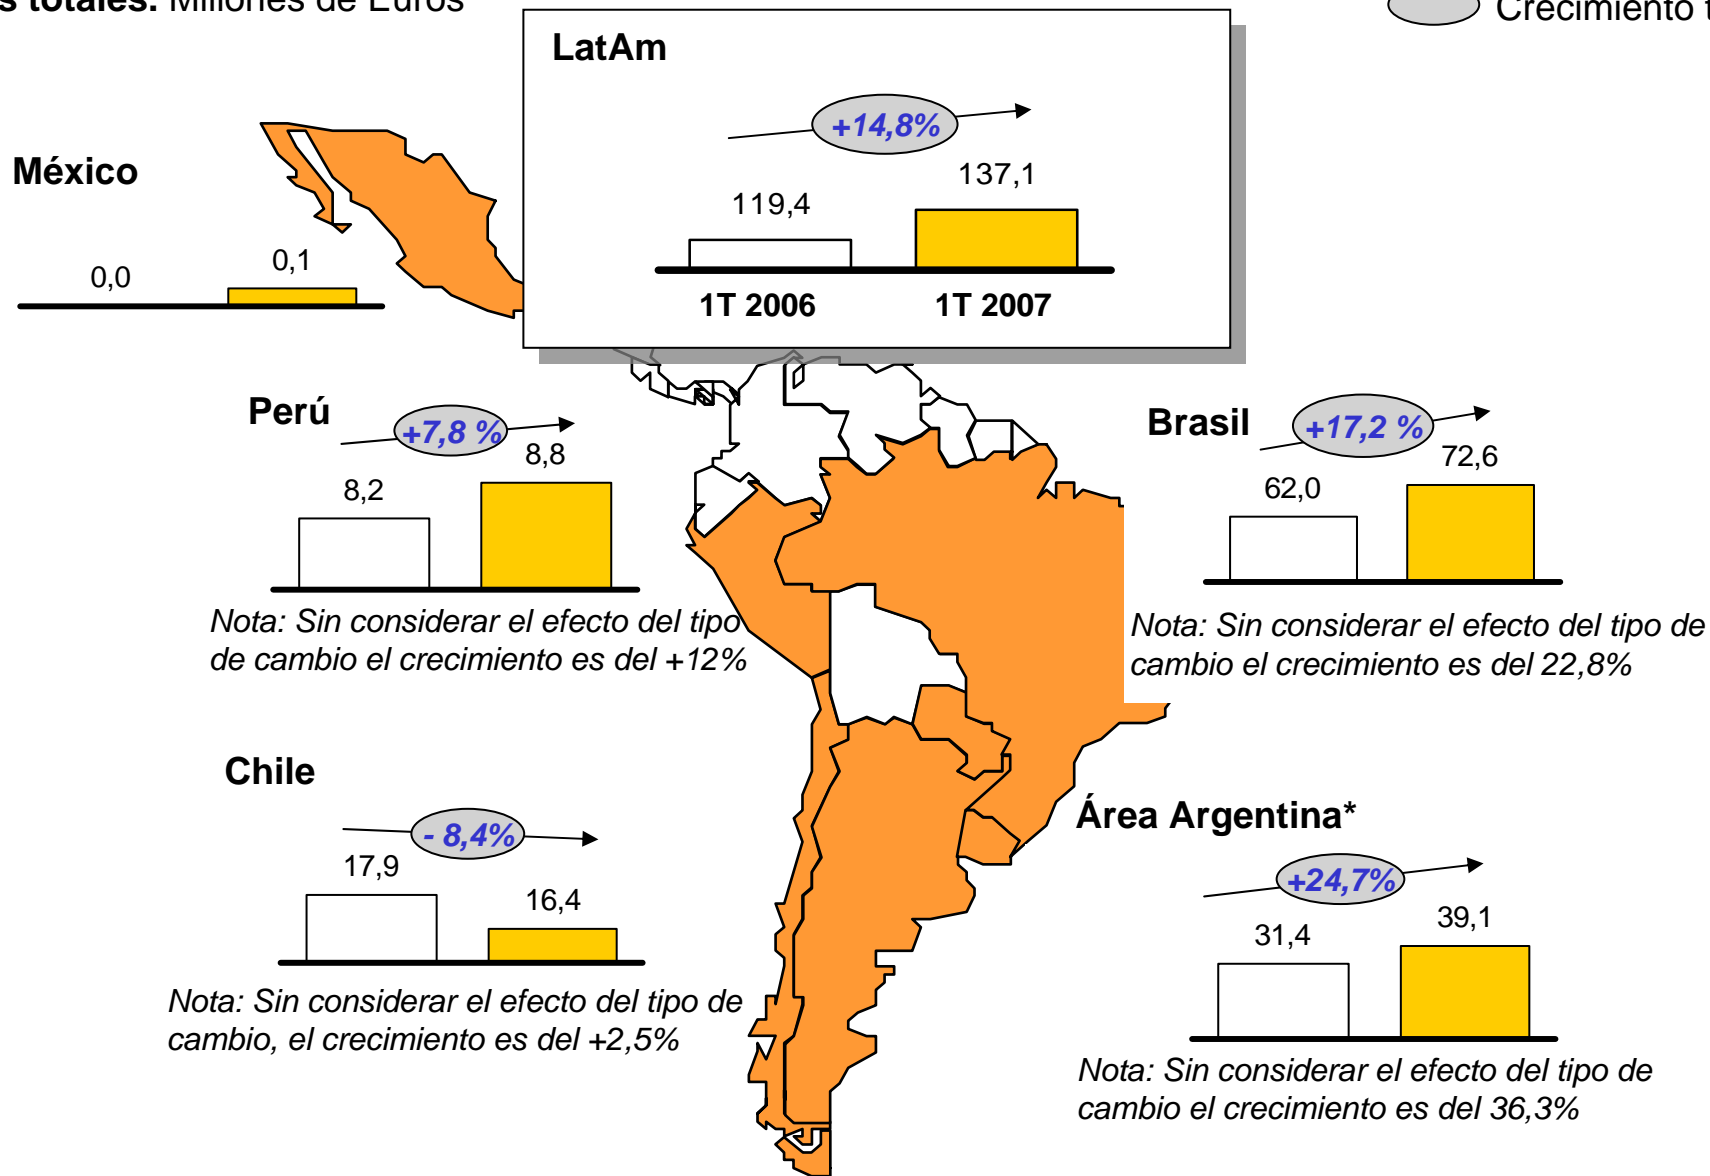 s totales. Millones de Euros
Crecimiento t
LatAm
+14,8%
119,4
137,1
1T 2006
1T 2007
México
0,0
0,1
Perú
+7,8 %
8,2
8,8
Nota: Sin considerar el efecto del tipo
de cambio el crecimiento es del +12%
Brasil
+17,2 %
62,0
72,6
Nota: Sin considerar el efecto del tipo de
cambio el crecimiento es del 22,8%
Chile
- 8,4%
17,9
16,4
Nota: Sin considerar el efecto del tipo de
cambio, el crecimiento es del +2,5%
Área Argentina*
+24,7%
31,4
39,1
Nota: Sin considerar el efecto del tipo de
cambio el crecimiento es del 36,3%